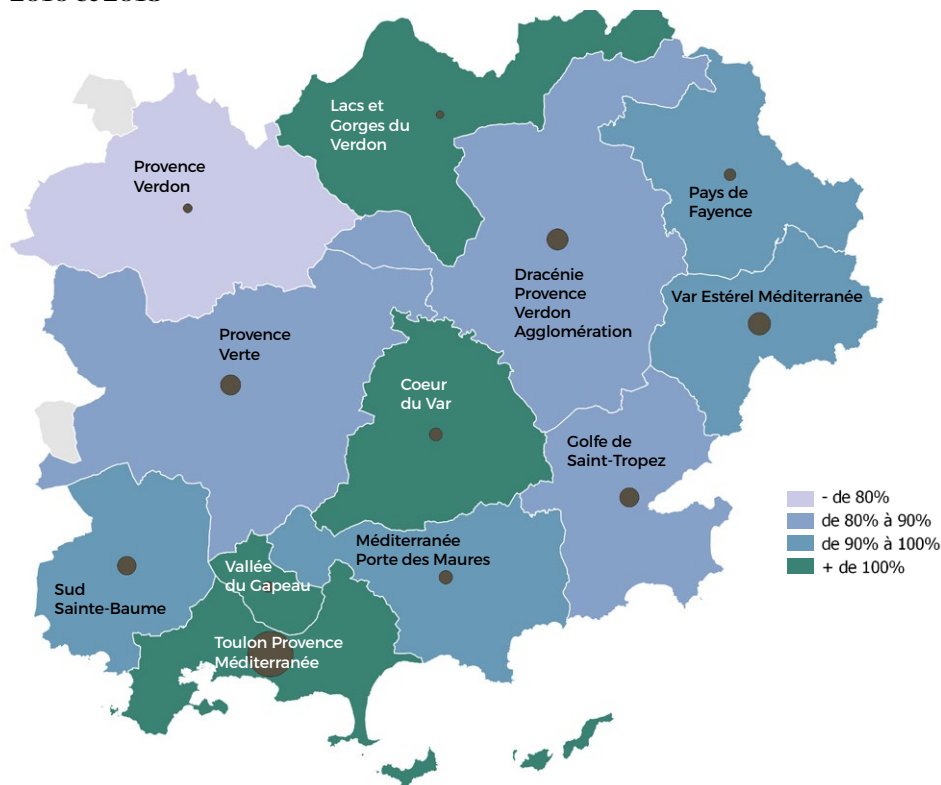 Lacs et
Gorges du
Verdon
Provence
Verdon
Pays de
Fayence
Dracénie
Provence
Verdon
Agglomération
Var Estérel Méditerranée
Provence
Verte
Coeur
du Var
Golfe de
Saint-Tropez
- de 80%
de 80% à 90%
de 90% à 100%
+ de 100%
Méditerranée
Porte des Maures
Vallée
du Gapeau
Sud
Sainte-Baume
Toulon Provence
Méditerranée